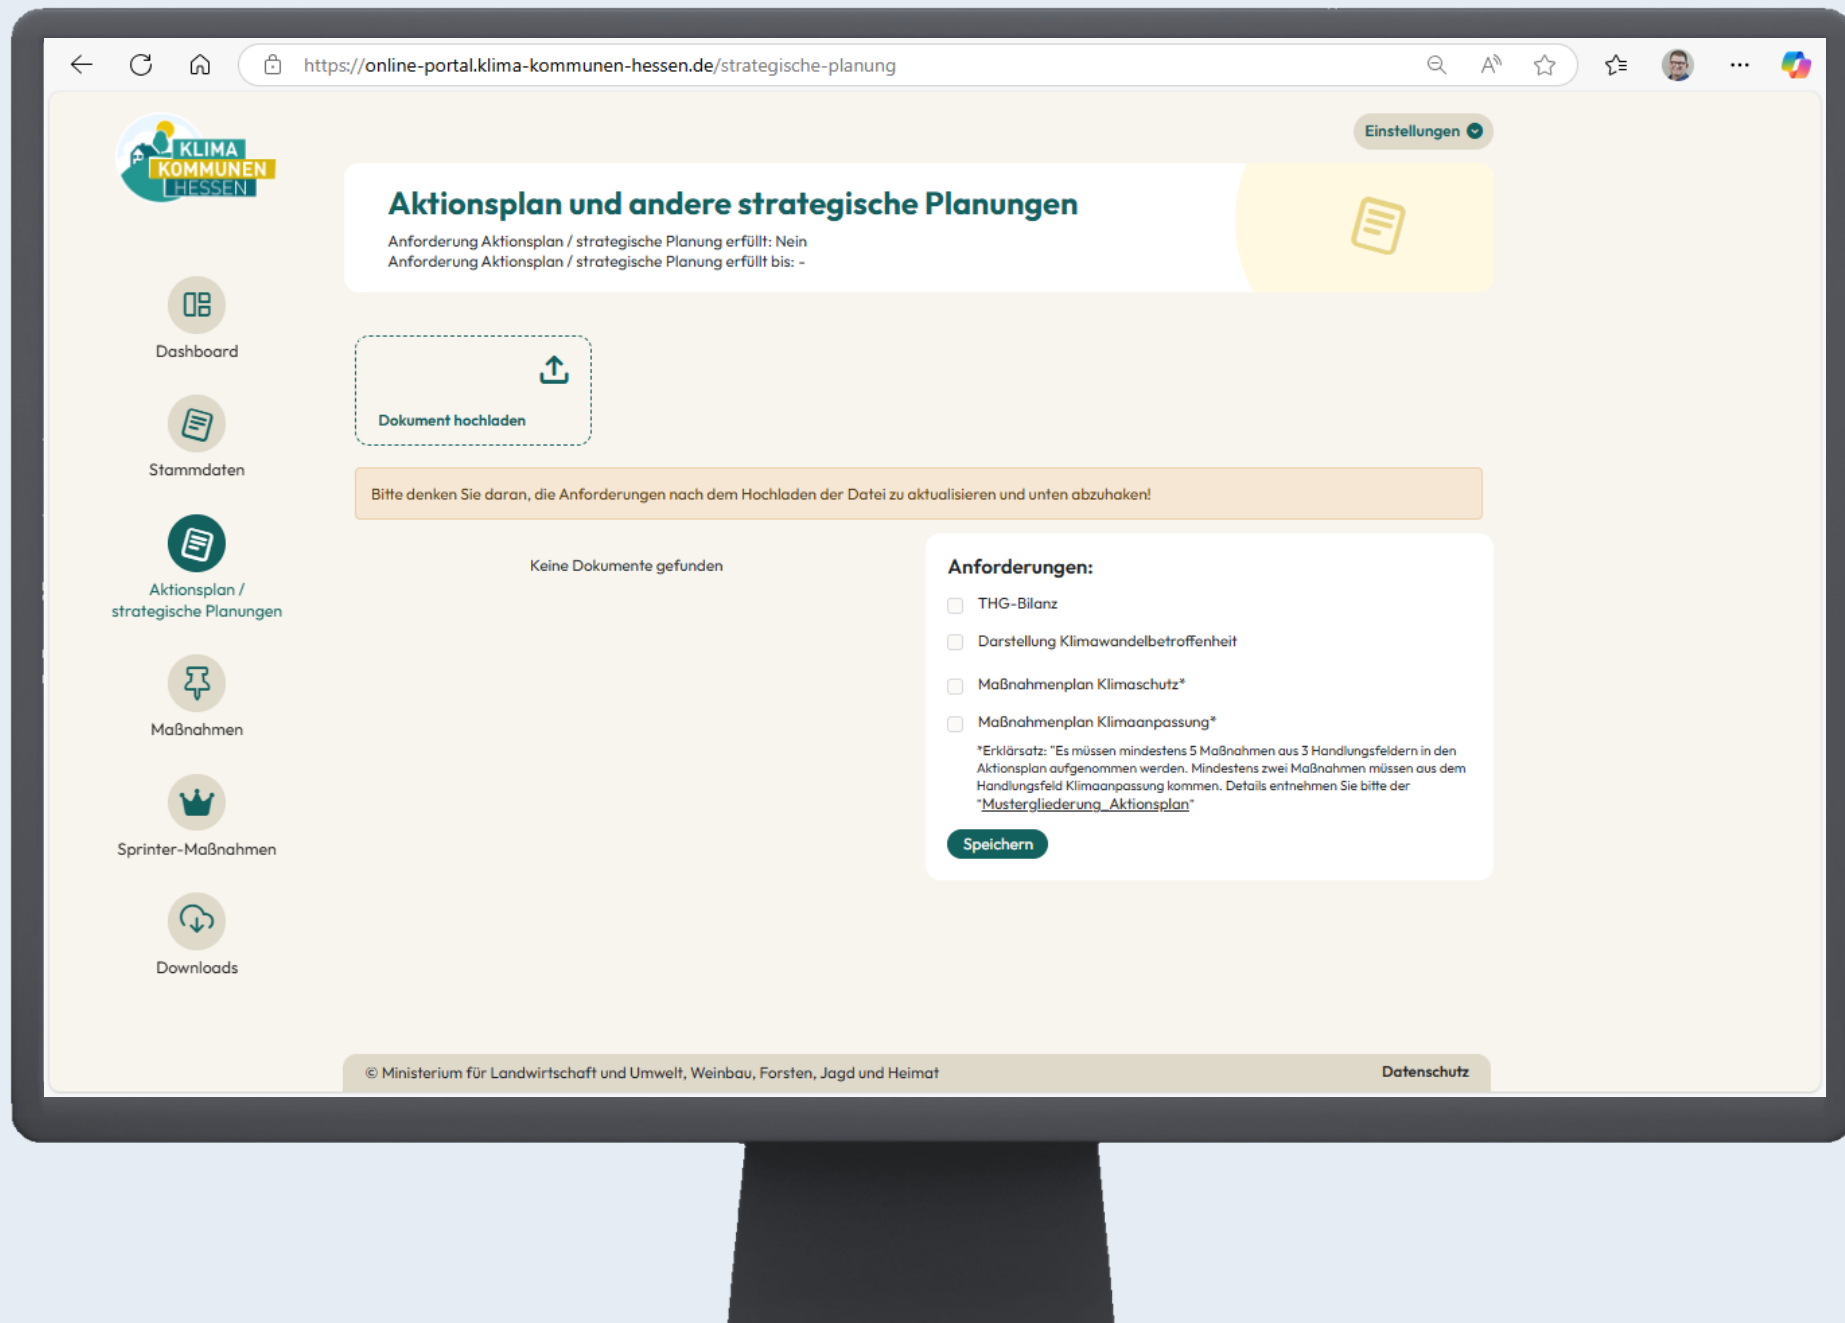 https://online-portal.klima-kommunen-hessen.de/strategische-planung
KLIMA
KOMMUNEN
HESSEN
Einstellungen
Aktionsplan und andere strategische Planungen
Anforderung Aktionsplan / strategische Planung erfüllt: Nein
Anforderung Aktionsplan / strategische Planung erfüllt bis: -
Dashboard
Stammdaten
Aktionsplan /
strategische Planungen
Maßnahmen
Sprinter-Maßnahmen
Downloads
Dokument hochladen
Bitte denken Sie daran, die Anforderungen nach dem Hochladen der Datei zu aktualisieren und unten abzuhaken!
Keine Dokumente gefunden
Anforderungen:
THG-Bilanz
Darstellung Klimawandelbetroffenheit
Maßnahmenplan Klimaschutz*
Maßnahmenplan Klimaanpassung*
*Erklärsatz: "Es müssen mindestens 5 Maßnahmen aus 3 Handlungsfeldern in den
Aktionsplan aufgenommen werden. Mindestens zwei Maßnahmen müssen aus dem
Handlungsfeld Klimaanpassung kommen. Details entnehmen Sie bitte der
"Mustergliederung_Aktionsplan"
Speichern
© Ministerium für Landwirtschaft und Umwelt, Weinbau, Forsten, Jagd und Heimat
Datenschutz